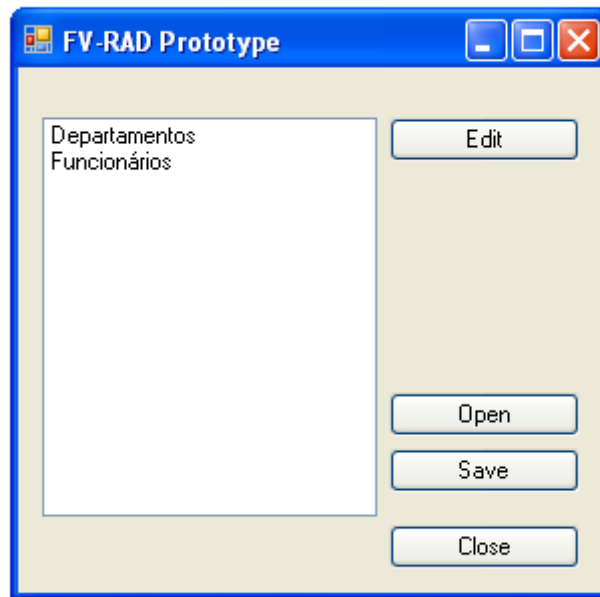 FV-RAD Prototype
Departamentos
Funcionários
Edit
Open
Save
Close